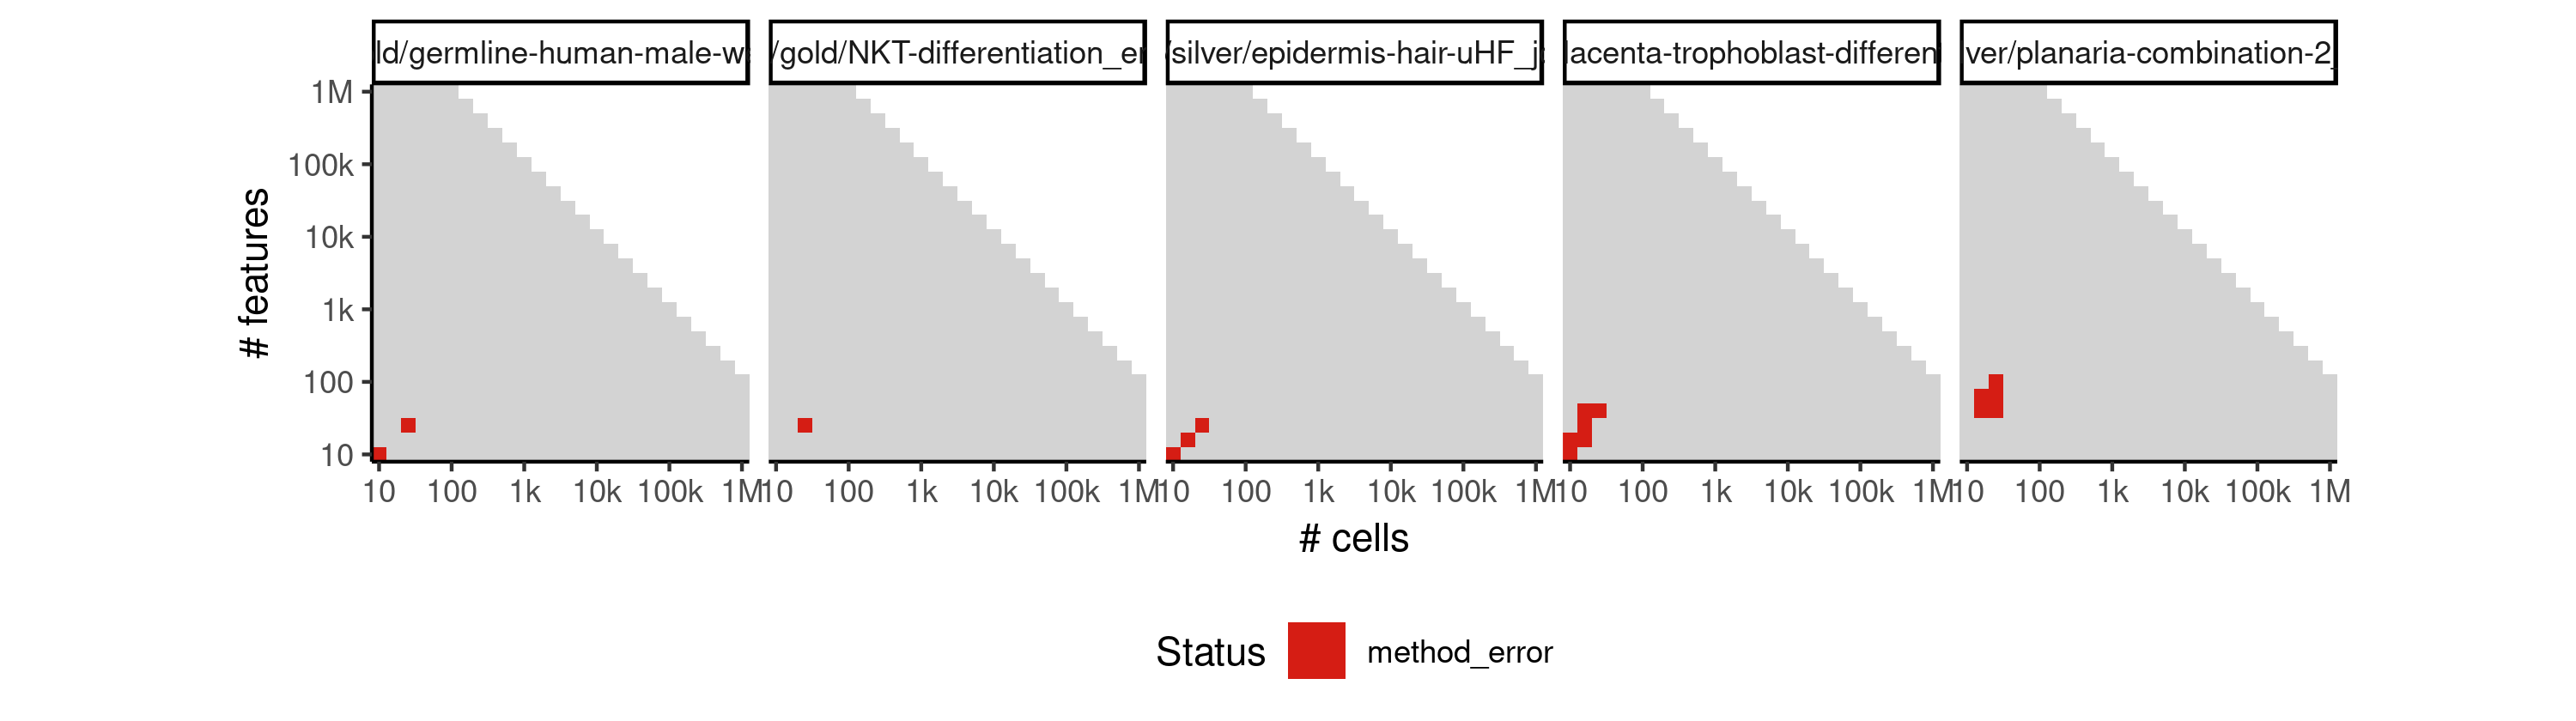 ld/germline-human-male-w
/gold/NKT-differentiation_er
/silver/epidermis-hair-uHF_j
lacenta-trophoblast-differen
ver/planaria-combination-2
# features
1M
100k
10k
1k
100
10
10 100 1k 10k 100k 1M
10 100 1k 10k 100k 1M
10 100 1k 10k 100k 1M
10 100 1k 10k 100k 1M
10 100 1k 10k 100k 1M
# cells
Status
method_error